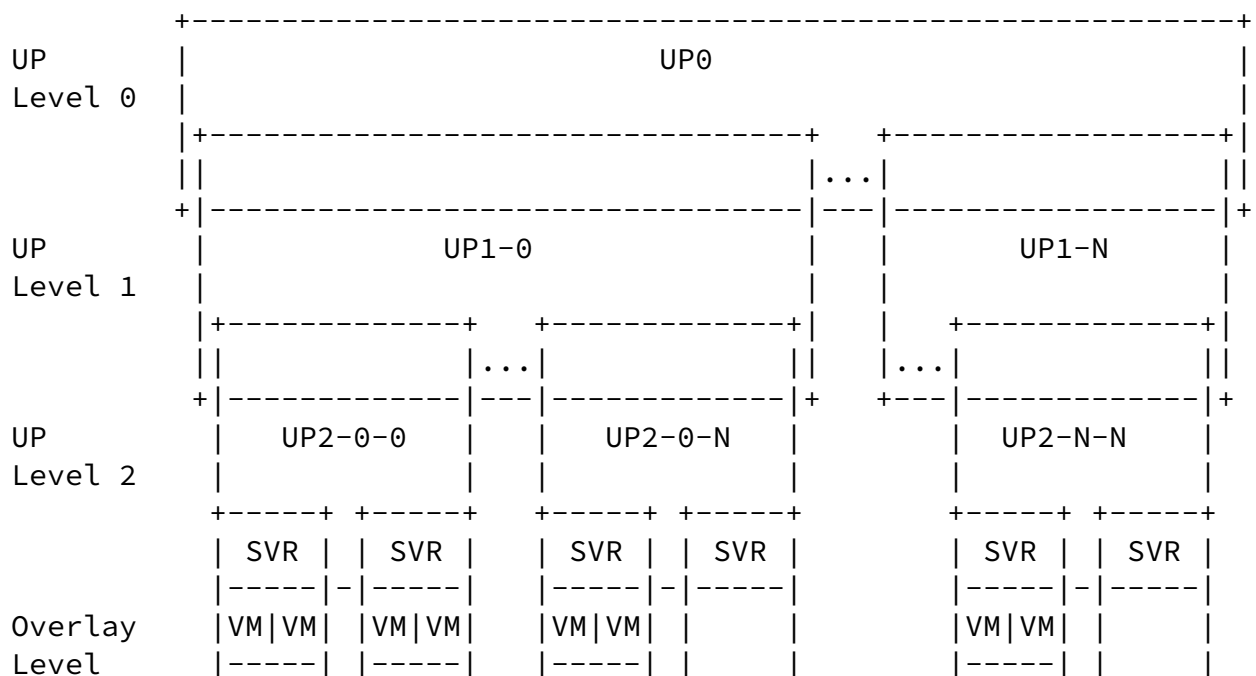 UP UP0
Level 0
... 
UP UP1-0 UP1-N
Level 1
... ...
UP UP2-0-0 UP2-0-N UP2-N-N
Level 2
SVR SVR SVR SVR SVR SVR
Overlay VM|VM VM|VM VM|VM VM|VM
Level